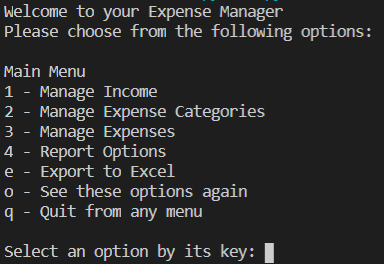 Welcome to your Expense Manager
Please choose from the following options:
Main Menu
1 - Manage Income
2 - Manage Expense Categories
3 - Manage Expenses
4 - Report Options
e - Export to Excel
o - See these options again
q - Quit from any menu
Select an option by its key: